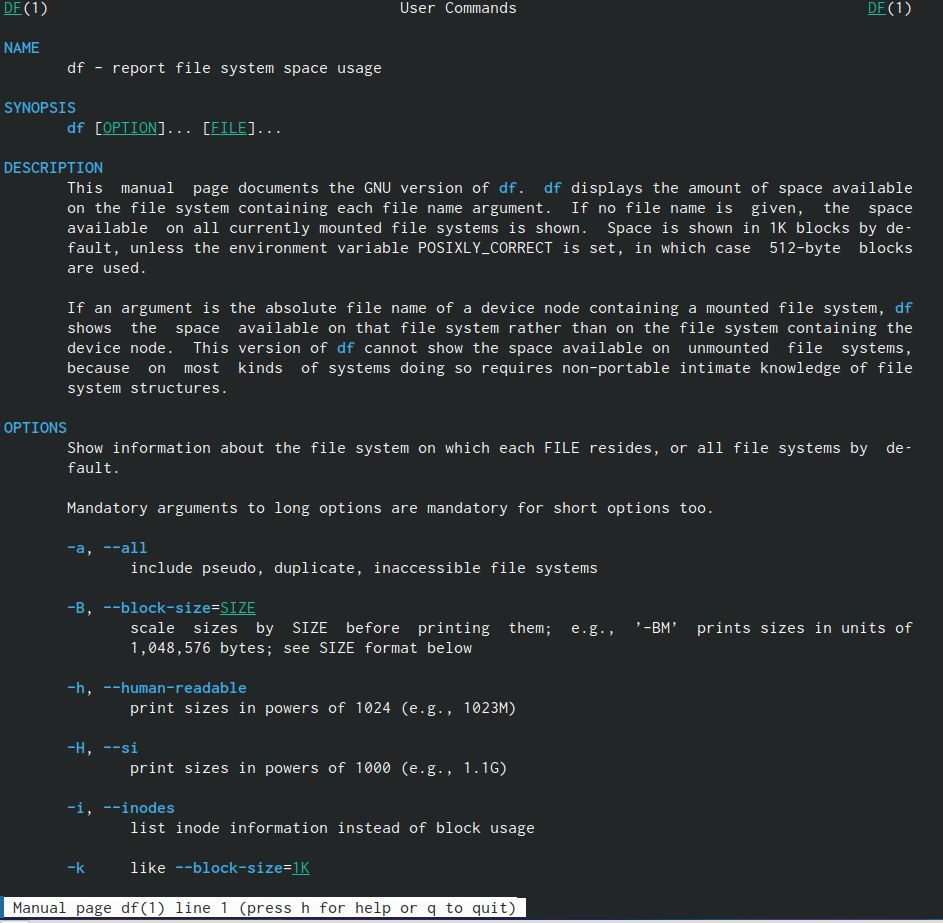 DF(1) User Commands DF(1)
NAME
df - report file system space usage
SYNOPSIS
df [OPTION]... [FILE]...
DESCRIPTION
This manual page documents the GNU version of df. df displays the amount of space available
on the file system containing each file name argument. If no file name is given, the space
available on all currently mounted file systems is shown. Space is shown in 1K blocks by de-
fault, unless the environment variable POSIXLY_CORRECT is set, in which case 512-byte blocks
are used.
If an argument is the absolute file name of a device node containing a mounted file system, df
shows the space available on that file system rather than on the file system containing the
device node. This version of df cannot show the space available on unmounted file systems,
because on most kinds of systems doing so requires non-portable intimate knowledge of file
system structures.
OPTIONS
Show information about the file system on which each FILE resides, or all file systems by de-
fault.
Mandatory arguments to long options are mandatory for short options too.
-a, --all
include pseudo, duplicate, inaccessible file systems
-B, --block-size=SIZE
scale sizes by SIZE before printing them; e.g., ’-BM’ prints sizes in units of
1,048,576 bytes; see SIZE format below
-h, --human-readable
print sizes in powers of 1024 (e.g., 1023M)
-H, --si
print sizes in powers of 1000 (e.g., 1.1G)
-i, --inodes
list inode information instead of block usage
-k like --block-size=1K
Manual page df(1) line 1 (press h for help or q to quit)